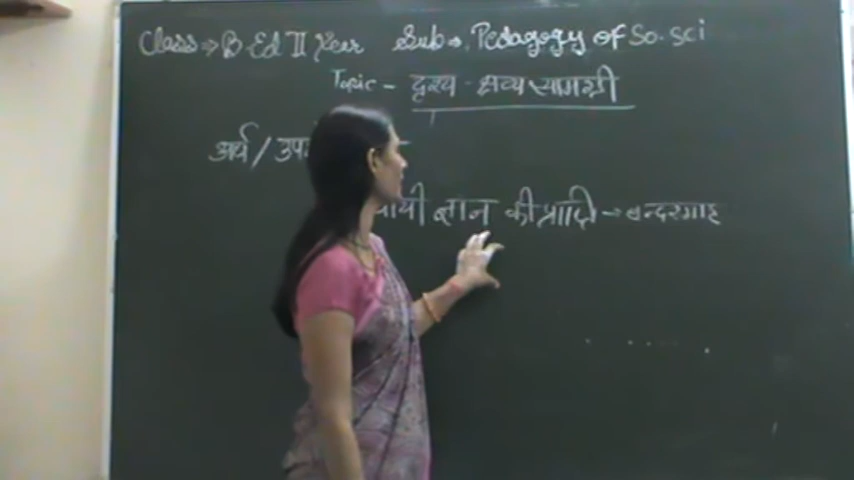 Class → B.Ed II Year Sub → Pedagogy of So. Sci
Topic - दृश्य - श्रव्य सामग्री
अर्थ /
ज्ञान की प्राप्ति → बन्दरगाह